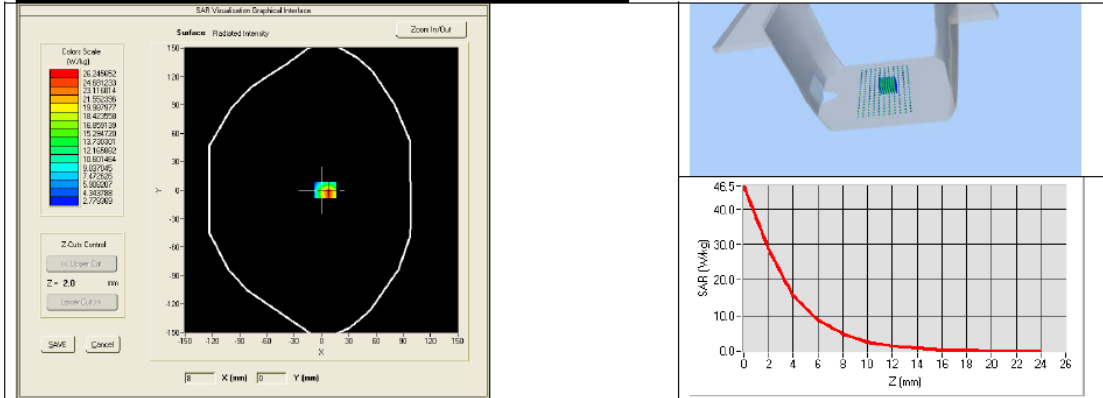 SAR Visualisation Graphical Interface
Surface Radiated Intensity
Zoom In/Out
Colors Scale
(W/kg)
26.245652
24.681233
23.116814
21.552396
19.987977
18.423558
16.859139
15.294720
13.730301
12.165882
10.601464
9.037045
7.472626
5.908207
4.343788
2.779369
Z-Cuts Control
<< Upper Cut
Z = 2.0 mm
Lower Cut >>
SAVE Cancel
Y
150
120
90
60
30
0
-30
-60
-90
-120
-150
-150 -120 -90 -60 -30 0 30 60 90 120 150
X
8 X (mm) 0 Y (mm)
SAR (W/kg)
46.5
40.0
30.0
20.0
10.0
0.0
0 2 4 6 8 10 12 14 16 18 20 22 24 26
Z (mm)